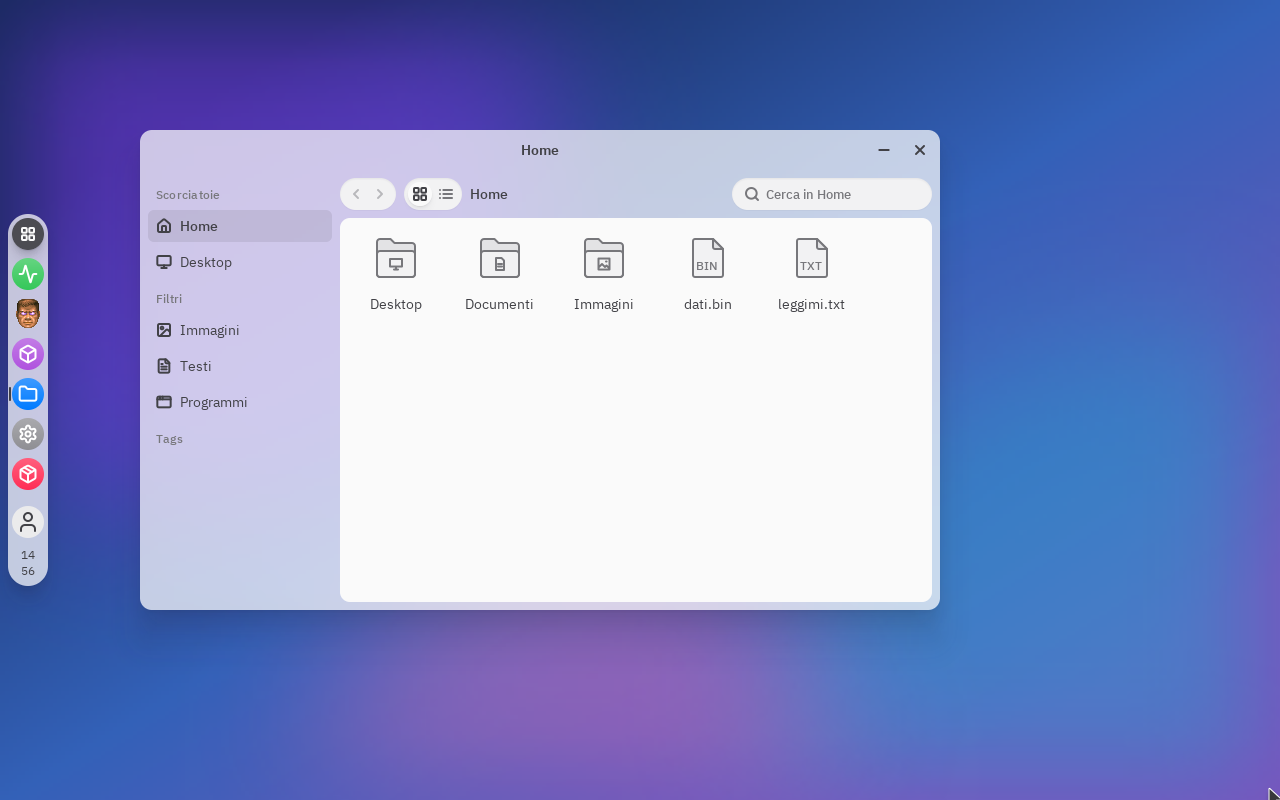 Home
Scorciatoie
Home
Desktop
Filtri
Immagini
Testi
Programmi
Tags
Home
Cerca in Home
BIN
TXT
Desktop
Documenti
Immagini
dati.bin
leggimi.txt
14
56